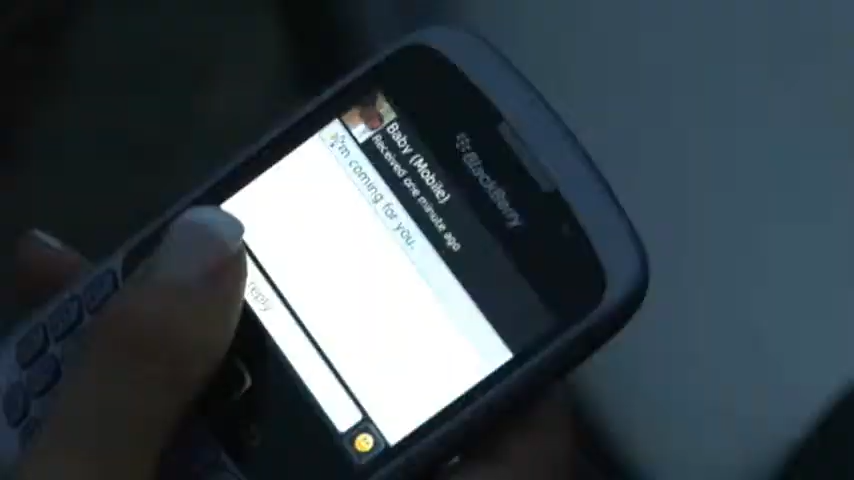 BlackBerry
Baby (Mobile)
Received one minute ago
I'm coming for you.
reply